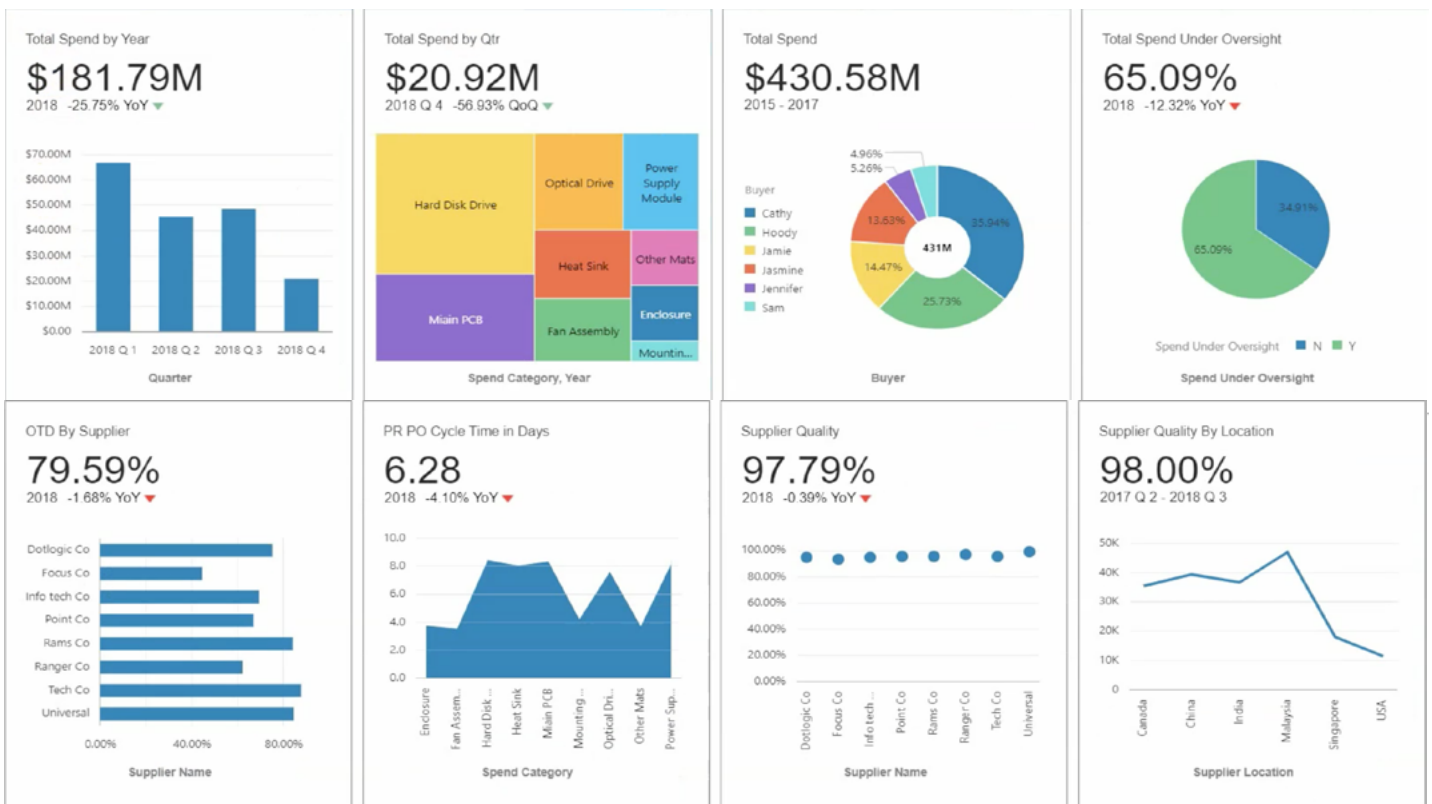 Total Spend by Year
$181.79M
2018 -25.75% YoY
$70.00M
$60.00M
$50.00M
$40.00M
$30.00M
$20.00M
$10.00M
$0.00
2018 Q 1 2018 Q 2 2018 Q 3 2018 Q 4
Quarter
Total Spend by Qtr
$20.92M
2018 Q 4 -56.93% QoQ
Hard Disk Drive
Optical Drive
Power
Supply
Module
Heat Sink
Other Mats
Miain PCB
Fan Assembly
Enclosure
Mountin...
Spend Category, Year
Total Spend
$430.58M
2015 - 2017
Buyer
Cathy
Hoody
Jamie
Jasmine
Jennifer
Sam
4.96%
5.26%
13.63%
35.94%
431M
14.47%
25.73%
Buyer
Total Spend Under Oversight
65.09%
2018 -12.32% YoY
34.91%
65.09%
Spend Under Oversight N Y
Spend Under Oversight
OTD By Supplier
79.59%
2018 -1.68% YoY
Dotlogic Co
Focus Co
Info tech Co
Point Co
Rams Co
Ranger Co
Tech Co
Universal
0.00% 40.00% 80.00%
Supplier Name
PR PO Cycle Time in Days
6.28
2018 -4.10% YoY
10.0
8.0
6.0
4.0
2.0
0.0
Enclosure
Fan Assem...
Hard Disk ...
Heat Sink
Miain PCB
Mounting ...
Optical Dri...
Other Mats
Power Sup...
Spend Category
Supplier Quality
97.79%
2018 -0.39% YoY
100.00%
80.00%
60.00%
40.00%
20.00%
0.00%
Dotlogic Co
Focus Co
Info tech ...
Point Co
Rams Co
Ranger Co
Tech Co
Universal
Supplier Name
Supplier Quality By Location
98.00%
2017 Q 2 - 2018 Q 3
50K
40K
30K
20K
10K
0
Canada
China
India
Malaysia
Singapore
USA
Supplier Location